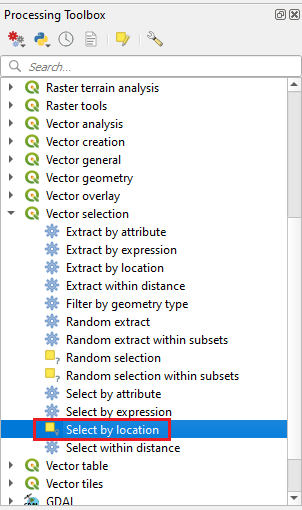 Processing Toolbox
Search...
Raster terrain analysis
Raster tools
Vector analysis
Vector creation
Vector general
Vector geometry
Vector overlay
Vector selection
Extract by attribute
Extract by expression
Extract by location
Extract within distance
Filter by geometry type
Random extract
Random extract within subsets
Random selection
Random selection within subsets
Select by attribute
Select by expression
Select by location
Select within distance
Vector table
Vector tiles
GDAL